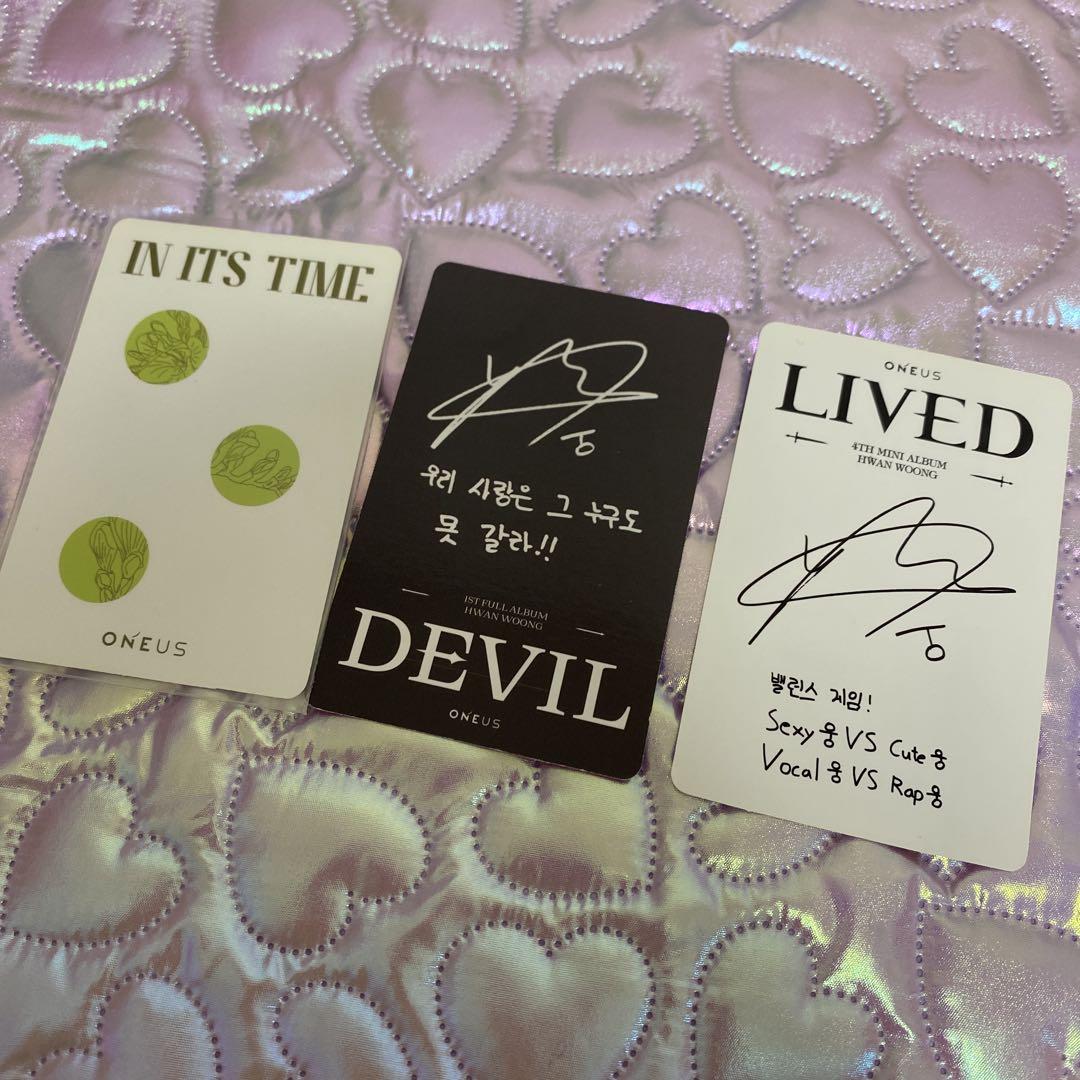 IN ITS TIME
ONEUS
우리 사랑은 그 누구도
못 갈라!!
1ST FULL ALBUM
HWAN WOONG
DEVIL
ONEUS
ONEUS
LIVED
4TH MINI ALBUM
HWAN WOONG
밸런스 게임!
Sexy웅 VS Cute웅
Vocal웅 VS Rap웅